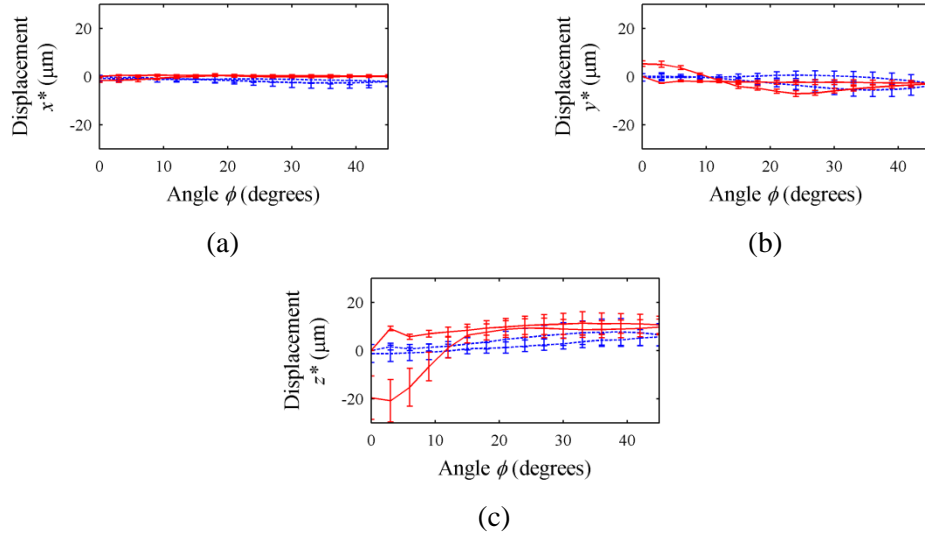 Displacement
x* (μm)
20
0
-20
0 10 20 30 40
Angle ϕ (degrees)
(a)
Displacement
y* (μm)
20
0
-20
0 10 20 30 40
Angle ϕ (degrees)
(b)
Displacement
z* (μm)
20
0
-20
0 10 20 30 40
Angle ϕ (degrees)
(c)